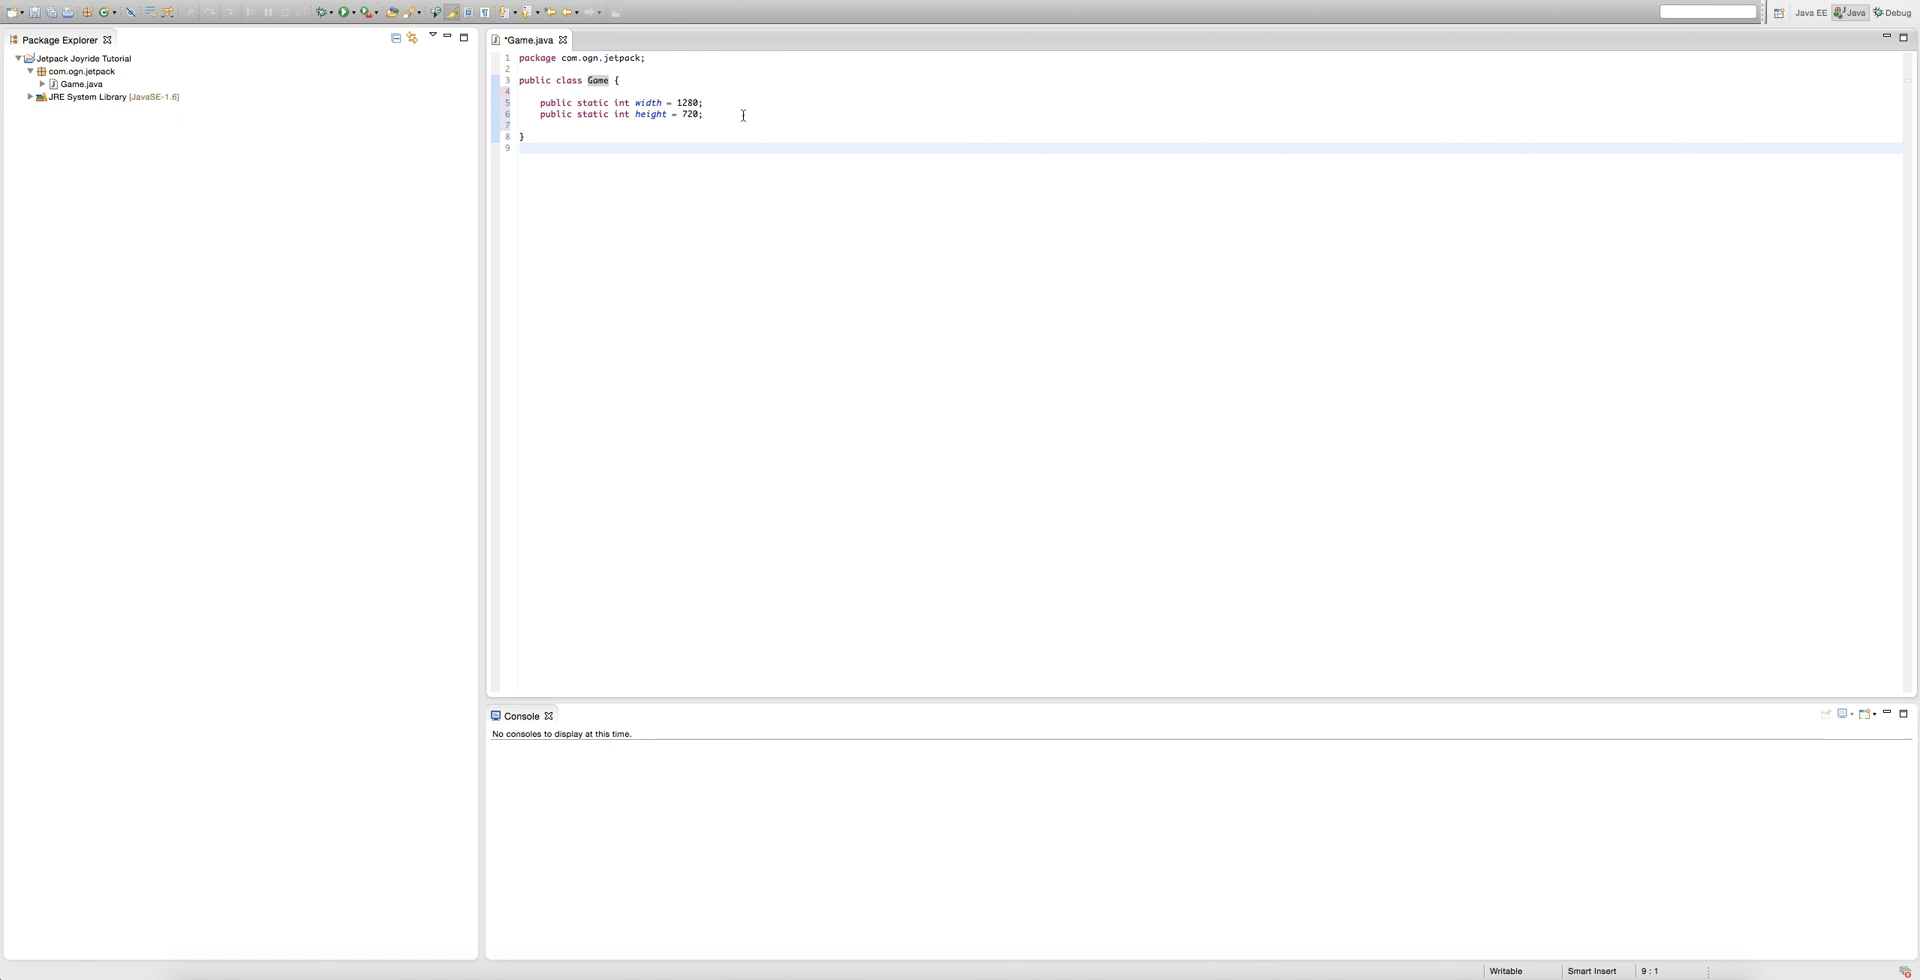 Java EE
Java
Debug
Package Explorer
Jetpack Joyride Tutorial
com.ogn.jetpack
Game.java
JRE System Library [JavaSE-1.6]
*Game.java
1 package com.ogn.jetpack;
2
3 public class Game {
4
5 public static int width = 1280;
6 public static int height = 720;
7
8 }
9
Console
No consoles to display at this time.
Writable
Smart Insert
9 : 1